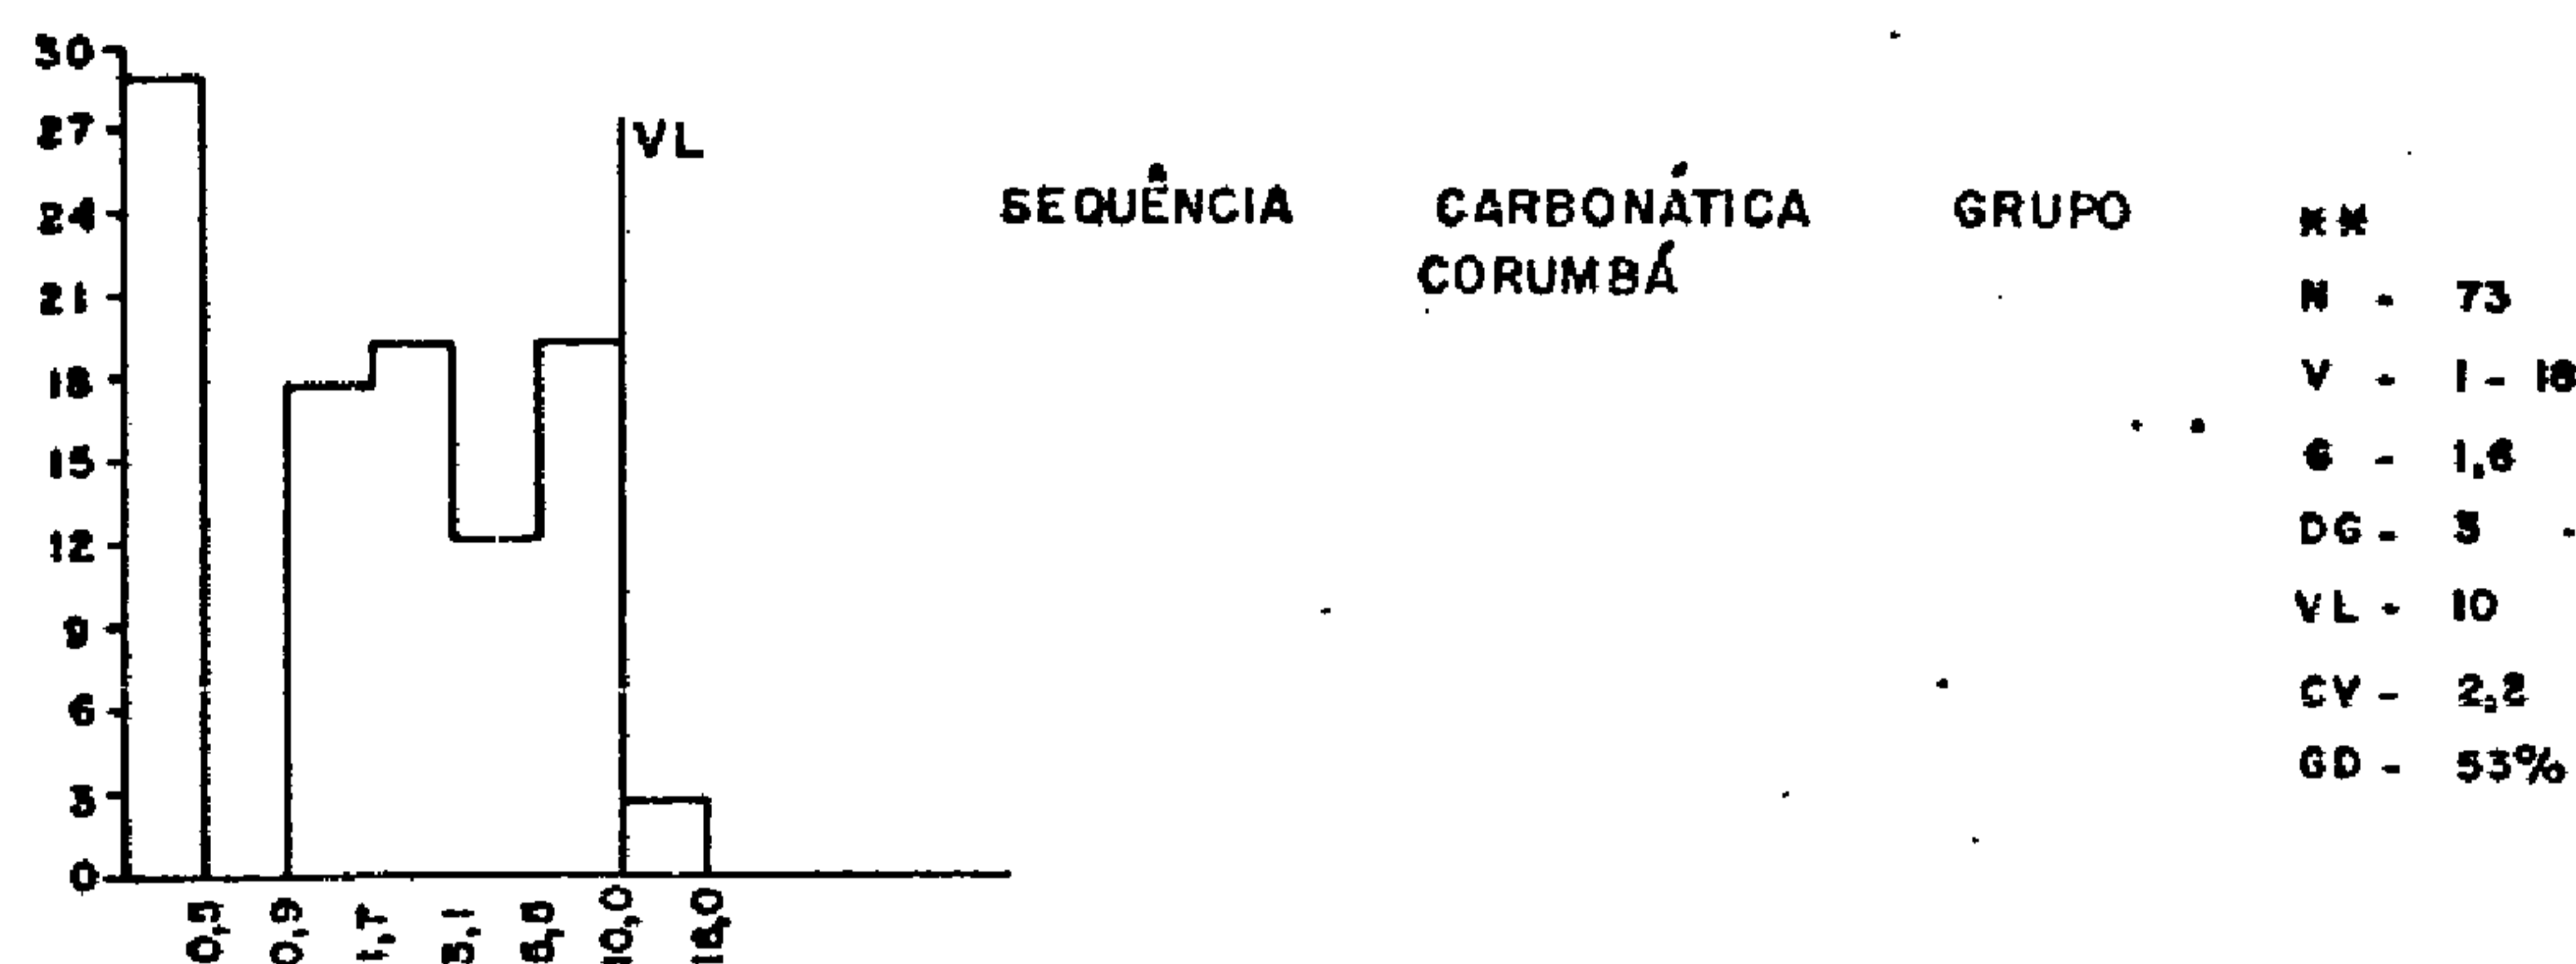 30
27
24
21
18
15
12
9
6
3
0
VL
0,5
0,9
1,7
3,1
10,0
18,0
SEQUÊNCIA CARBONÁTICA GRUPO
CORUMBÁ
**
N - 73
V - 1 - 18
G - 1,6
DG - 3
VL - 10
CV - 2,2
GD - 53%